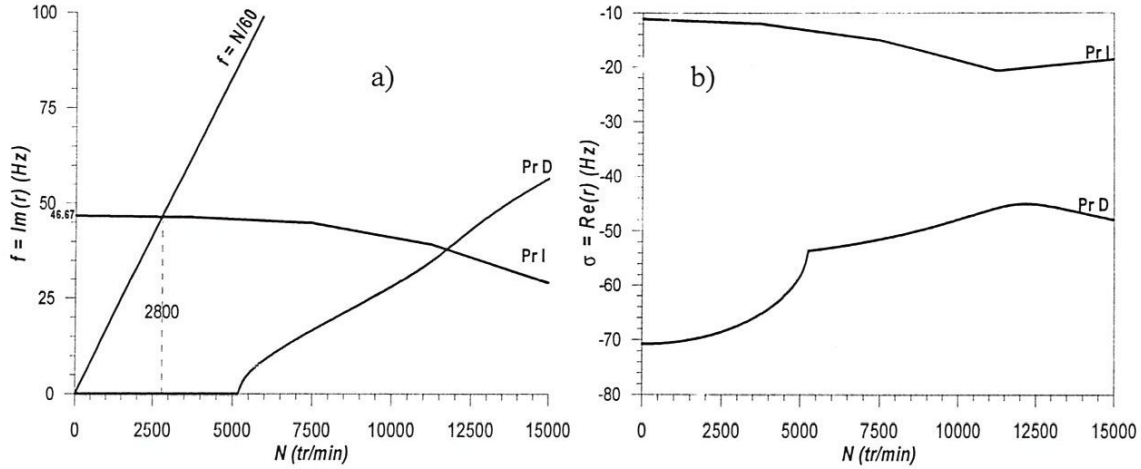 100
75
50
46.67
25
0
f = Im(r) (Hz)
f = N/60
a)
Pr D
Pr I
2800
0
2500
5000
7500
10000
12500
15000
N (tr/min)
-10
-20
-30
-40
-50
-60
-70
-80
σ = Re(r) (Hz)
b)
Pr I
Pr D
0
2500
5000
7500
10000
12500
15000
N (tr/min)